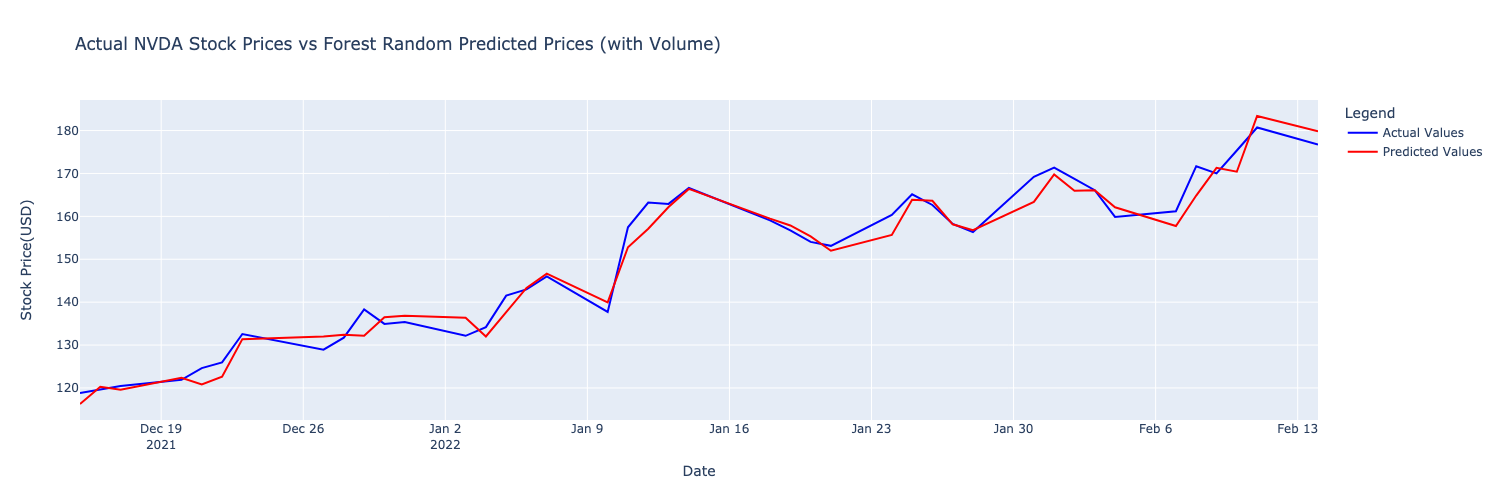 Actual NVDA Stock Prices vs Forest Random Predicted Prices (with Volume)
Legend
Actual Values
Predicted Values
Stock Price(USD)
180
170
160
150
140
130
120
Dec 19
2021
Dec 26
Jan 2
2022
Jan 9
Jan 16
Jan 23
Jan 30
Feb 6
Feb 13
Date